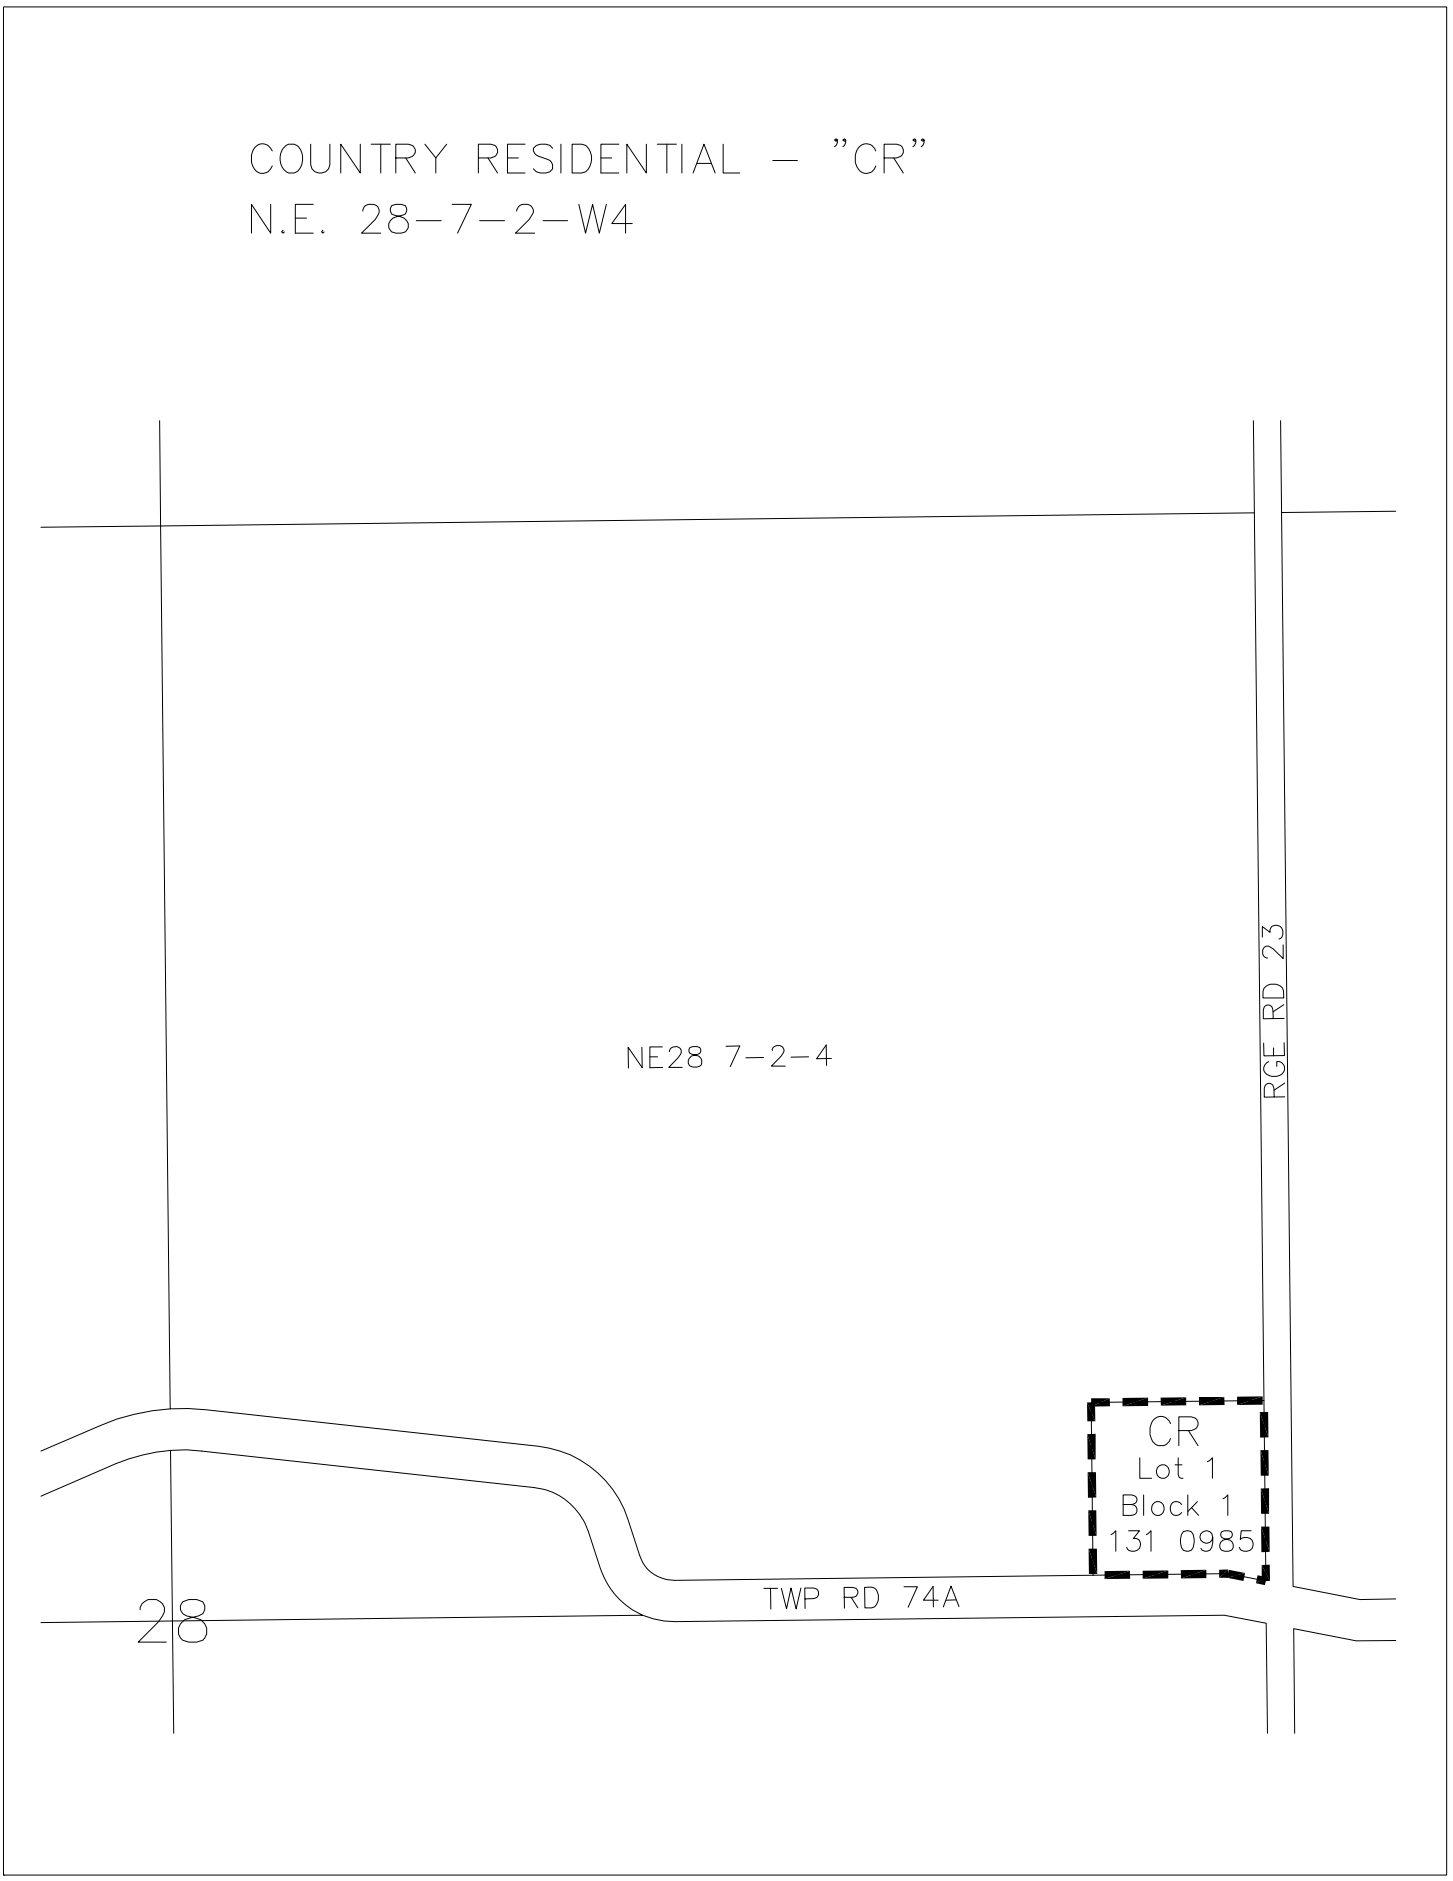 COUNTRY RESIDENTIAL - "CR"
N.E. 28-7-2-W4
RGE RD 23
NE28 7-2-4
CR
Lot 1
Block 1
131 0985
TWP RD 74A
28